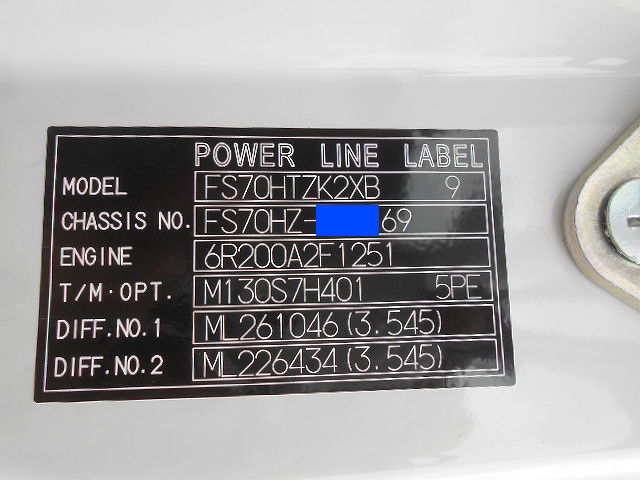 POWER LINE LABEL
MODEL FS70HTZK2XB 9
CHASSIS NO. FS70HZ- 69
ENGINE 6R200A2F1251
T/M·OPT. M130S7H401 5PE
DIFF.NO.1 ML261046(3.545)
DIFF.NO.2 ML226434(3.545)